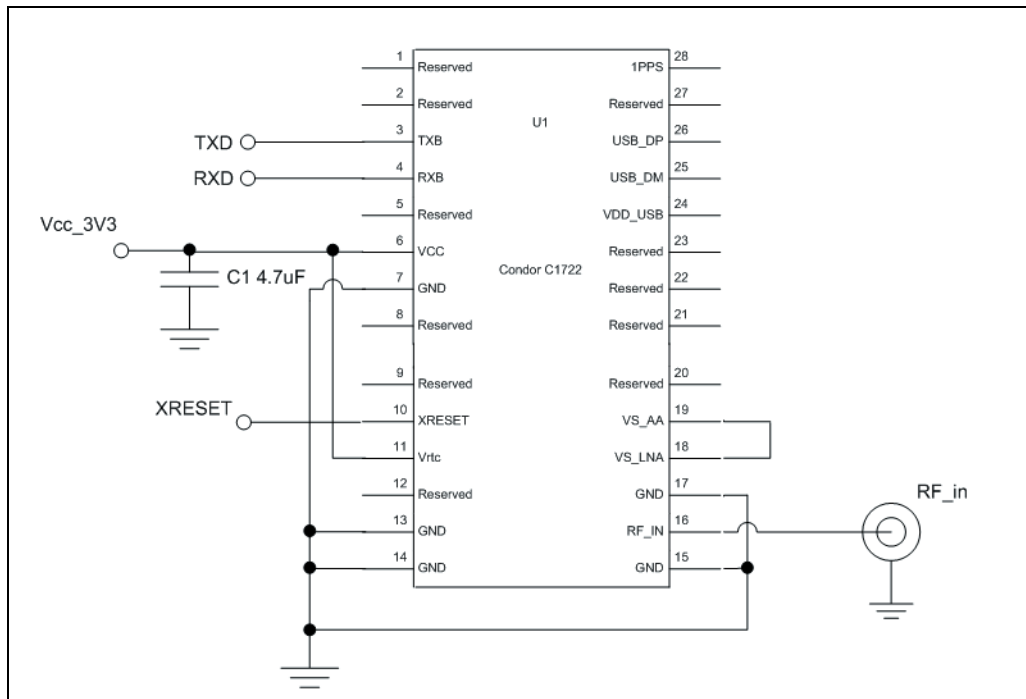 1 Reserved
2 Reserved
TXD 3 TXB
RXD 4 RXB
5 Reserved
Vcc_3V3 6 VCC
C1 4.7uF 7 GND
8 Reserved
9 Reserved
XRESET 10 XRESET
11 Vrtc
12 Reserved
13 GND
14 GND
U1
Condor C1722
1PPS 28
Reserved 27
USB_DP 26
USB_DM 25
VDD_USB 24
Reserved 23
Reserved 22
Reserved 21
Reserved 20
VS_AA 19
VS_LNA 18
GND 17
RF_IN 16
GND 15
RF_in